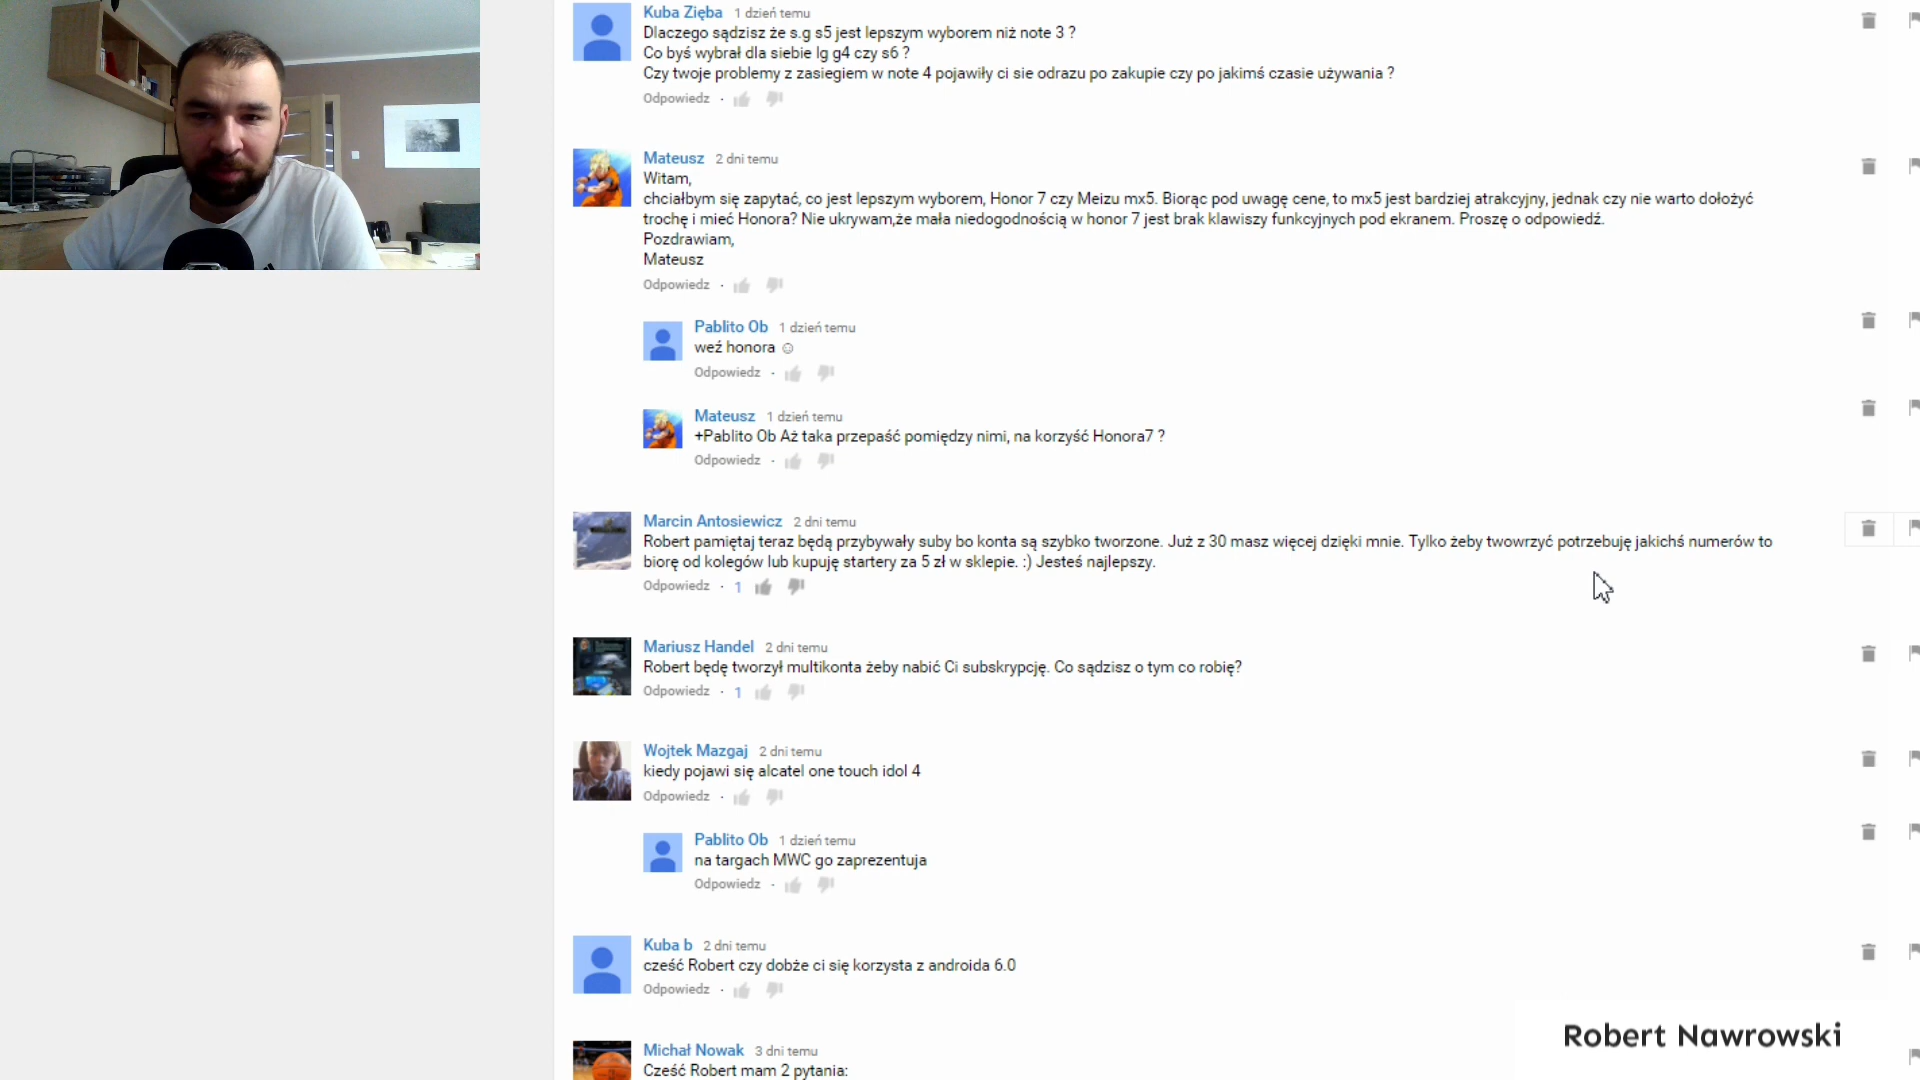 Kuba Zięba 1 dzień temu
Dlaczego sądzisz że s.g s5 jest lepszym wyborem niż note 3 ?
Co byś wybrał dla siebie lg g4 czy s6 ?
Czy twoje problemy z zasiegiem w note 4 pojawiły ci sie odrazu po zakupie czy po jakimś czasie używania ?
Odpowiedz ·
Mateusz 2 dni temu
Witam,
chciałbym się zapytać, co jest lepszym wyborem, Honor 7 czy Meizu mx5. Biorąc pod uwagę cene, to mx5 jest bardziej atrakcyjny, jednak czy nie warto dołożyć
trochę i mieć Honora? Nie ukrywam,że mała niedogodnością w honor 7 jest brak klawiszy funkcyjnych pod ekranem. Proszę o odpowiedź.
Pozdrawiam,
Mateusz
Odpowiedz ·
Pablito Ob 1 dzień temu
weź honora ☺
Odpowiedz ·
Mateusz 1 dzień temu
+Pablito Ob Aż taka przepaść pomiędzy nimi, na korzyść Honora7 ?
Odpowiedz ·
Marcin Antosiewicz 2 dni temu
Robert pamiętaj teraz będą przybywały suby bo konta są szybko tworzone. Już z 30 masz więcej dzięki mnie. Tylko żeby twowrzyć potrzebuję jakichś numerów to
biorę od kolegów lub kupuję startery za 5 zł w sklepie. :) Jesteś najlepszy.
Odpowiedz · 1
Mariusz Handel 2 dni temu
Robert będę tworzył multikonta żeby nabić Ci subskrypcję. Co sądzisz o tym co robię?
Odpowiedz · 1
Wojtek Mazgaj 2 dni temu
kiedy pojawi się alcatel one touch idol 4
Odpowiedz ·
Pablito Ob 1 dzień temu
na targach MWC go zaprezentuja
Odpowiedz ·
Kuba b 2 dni temu
cześć Robert czy dobże ci się korzysta z androida 6.0
Odpowiedz ·
Robert Nawrowski
Michał Nowak 3 dni temu
Cześć Robert mam 2 pytania: